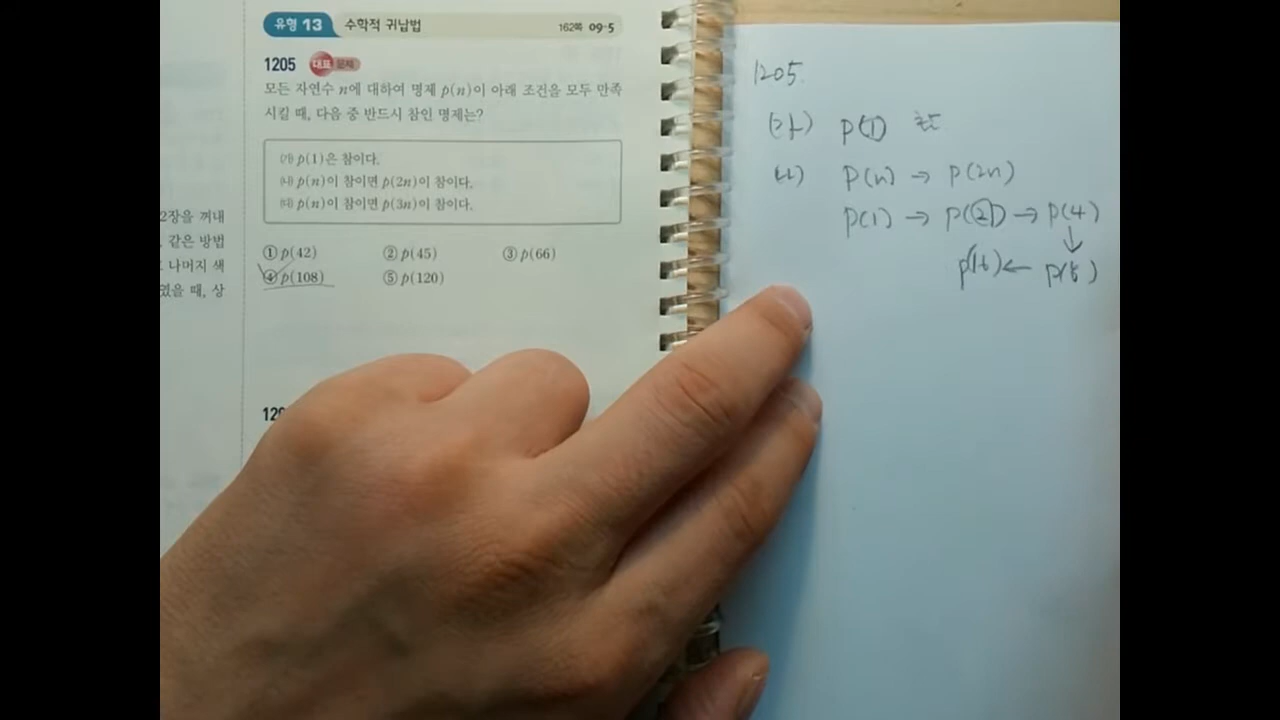 유형 13 수학적 귀납법 162쪽 09-5
1205 대표 문제
모든 자연수 n에 대하여 명제 p(n)이 아래 조건을 모두 만족
시킬 때, 다음 중 반드시 참인 명제는?
㈎ p(1)은 참이다.
㈏ p(n)이 참이면 p(2n)이 참이다.
㈐ p(n)이 참이면 p(3n)이 참이다.
① p(42) ② p(45) ③ p(66)
④ p(108) ⑤ p(120)
2장을 꺼내
같은 방법
나머지 색
였을 때, 상
1205.
(가) p(1) 참
(나) p(n) → p(2n)
p(1) → p(2) → p(4)
↓
p(16) ← p(8)